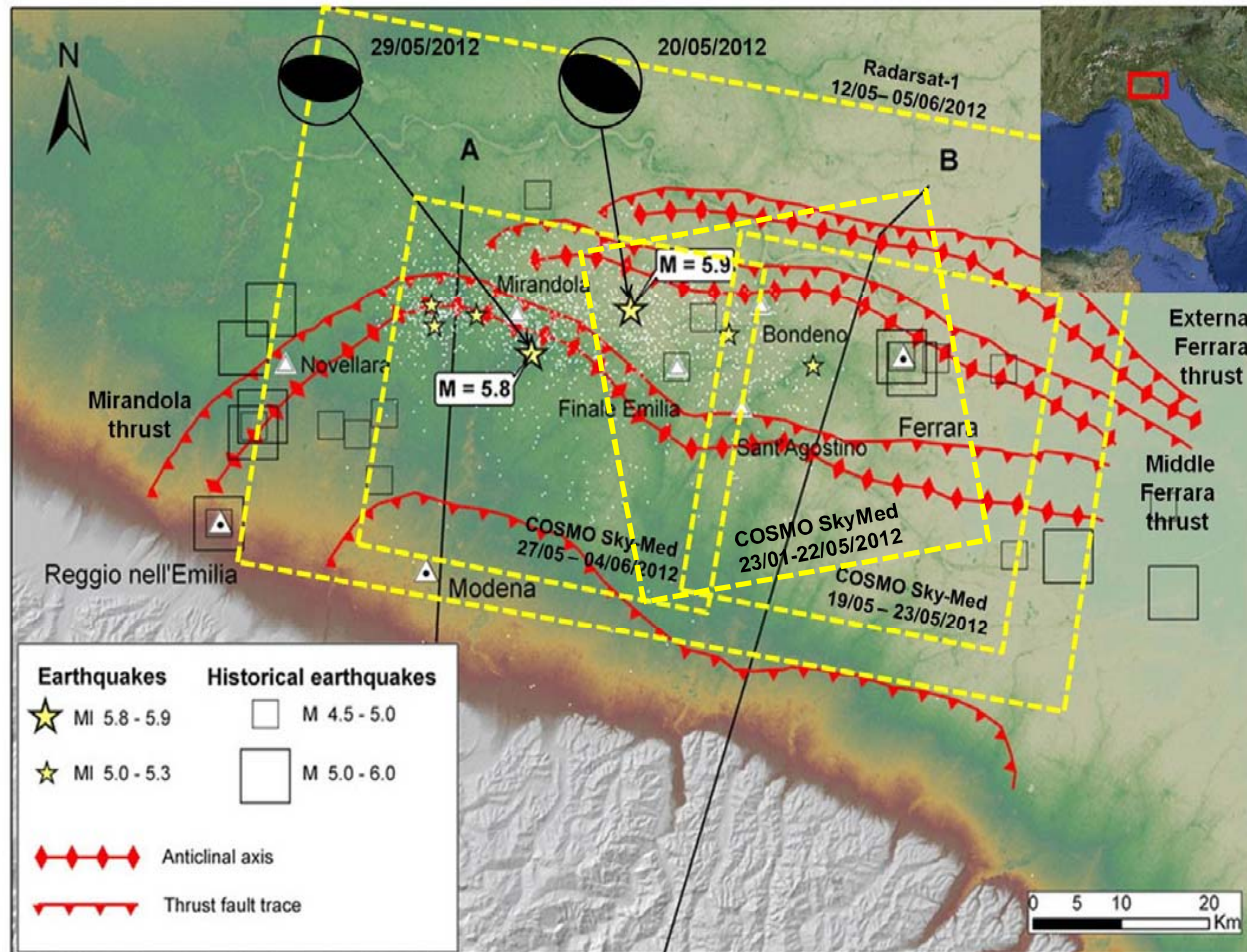 29/05/2012
20/05/2012
N
Radarsat-1
12/05– 05/06/2012
A
B
M = 5.9
Mirandola
Bondeno
External
Ferrara
thrust
Novellara
M = 5.8
Mirandola
thrust
Finale Emilia
Ferrara
Sant'Agostino
Middle
Ferrara
thrust
COSMO Sky-Med
27/05 – 04/06/2012
COSMO SkyMed
23/01-22/05/2012
COSMO Sky-Med
19/05 – 23/05/2012
Reggio nell'Emilia
Modena
Earthquakes
Historical earthquakes
Ml 5.8 - 5.9
M 4.5 - 5.0
Ml 5.0 - 5.3
M 5.0 - 6.0
Anticlinal axis
Thrust fault trace
0 5 10 20
Km